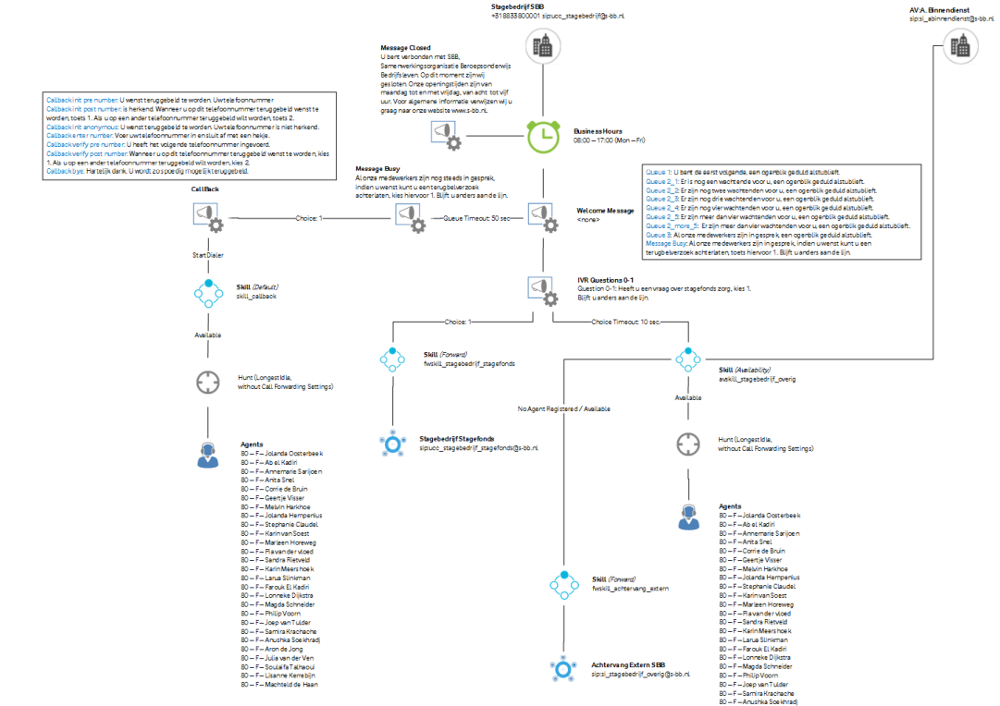 Stagebedrijf SBB
+31883380001 sip:ucc_stagebedrijf@s-bb.nl
AV: A. Binnendienst
sip:si_abinnendienst@s-bb.nl
Message Closed
U bent verbonden met SBB,
Samenwerkingsorganisatie Beroepsonderwijs
Bedrijfsleven. Op dit moment zijn wij
gesloten. Onze openingstijden zijn van
maandag tot en met vrijdag, van acht tot vijf
uur. Voor algemene informatie verwijzen wij u
graag naar onze website www.s-bb.nl.
Callback init pre number: U wenst teruggebeld te worden. Uw telefoonnummer
Callback init post number: is herkend. Wanneer u op dit telefoonnummer teruggebeld wenst te
worden, toets 1. Als u op een ander telefoonnummer teruggebeld wilt worden, toets 2.
Callback init anonymous: U wenst teruggebeld te worden. Uw telefoonnummer is niet herkend.
Callback enter number: Voer uw telefoonnummer in en sluit af met een hekje.
Callback verify pre number: U heeft het volgende telefoonnummer ingevoerd.
Callback verify post number: Wanneer u op dit telefoonnummer teruggebeld wenst te worden, kies
1. Als u op een ander telefoonnummer teruggebeld wilt worden, kies 2.
Callback bye: Hartelijk dank. U wordt zo spoedig mogelijk teruggebeld.
Business Hours
08:00 – 17:00 (Mon – Fri)
Message Busy
Al onze medewerkers zijn nog steeds in gesprek,
indien u wenst kunt u een terugbelverzoek
achterlaten, kies hiervoor 1. Blijft u anders aan de lijn.
Queue 1: U bent de eerst volgende, een ogenblik geduld alstublieft.
Queue 2_1: Er is nog een wachtende voor u, een ogenblik geduld alstublieft.
Queue 2_2: Er zijn nog twee wachtenden voor u, een ogenblik geduld alstublieft.
Queue 2_3: Er zijn nog drie wachtenden voor u, een ogenblik geduld alstublieft.
Queue 2_4: Er zijn nog vier wachtenden voor u, een ogenblik geduld alstublieft.
Queue 2_5: Er zijn meer dan vier wachtenden voor u, een ogenblik geduld alstublieft.
Queue 2_more_5: Er zijn meer dan vier wachtenden voor u, een ogenblik geduld alstublieft.
Queue 3: Al onze medewerkers zijn in gesprek, een ogenblik geduld alstublieft.
Message Busy: Al onze medewerkers zijn in gesprek, indien u wenst kunt u een
terugbelverzoek achterlaten, toets hiervoor 1. Blijft u anders aan de lijn.
CallBack
Choice: 1
Queue Timeout: 50 sec
Welcome Message
<none>
Start Dialer
IVR Questions 0-1
Question 0-1: Heeft u een vraag over stagefonds zorg, kies 1.
Blijft u anders aan de lijn.
Skill (Default)
skill_callback
Choice: 1
Choice Timeout: 10 sec.
Available
Skill (Forward)
fwskill_stagebedrijf_stagefonds
Skill (Availability)
avskill_stagebedrijf_overig
Hunt (Longest Idle,
without Call Forwarding Settings)
No Agent Registered / Available
Available
Stagebedrijf Stagefonds
sip:ucc_stagebedrijf_stagefonds@s-bb.nl
Hunt (Longest Idle,
without Call Forwarding Settings)
Agents
80 – F – Jolanda Oosterbeek
80 – F – Ab el Kadiri
80 – F – Annemarie Sarijoen
80 – F – Anita Snel
80 – F – Corrie de Bruin
80 – F – Geertje Visser
80 – F – Melvin Harkhoe
80 – F – Jolanda Hempenius
80 – F – Stephanie Claudel
80 – F – Karin van Soest
80 – F – Marleen Horeweg
80 – F – Fia van der vloed
80 – F – Sandra Rietveld
80 – F – Karin Meershoek
80 – F – Larua Slinkman
80 – F – Farouk El Kadiri
80 – F – Lonneke Dijkstra
80 – F – Magda Schneider
80 – F – Philip Voorn
80 – F – Joep van Tulder
80 – F – Samira Krachache
80 – F – Anushka Soekhradj
80 – F – Aron de Jong
80 – F – Julia van der Ven
80 – F – Soulaifa Talhaoui
80 – F – Lisanne Kerrebijn
80 – F – Machteld de Haan
Agents
80 – F – Jolanda Oosterbeek
80 – F – Ab el Kadiri
80 – F – Annemarie Sarijoen
80 – F – Anita Snel
80 – F – Corrie de Bruin
80 – F – Geertje Visser
80 – F – Melvin Harkhoe
80 – F – Jolanda Hempenius
80 – F – Stephanie Claudel
80 – F – Karin van Soest
80 – F – Marleen Horeweg
80 – F – Fia van der vloed
80 – F – Sandra Rietveld
80 – F – Karin Meershoek
80 – F – Larua Slinkman
80 – F – Farouk El Kadiri
80 – F – Lonneke Dijkstra
80 – F – Magda Schneider
80 – F – Philip Voorn
80 – F – Joep van Tulder
80 – F – Samira Krachache
80 – F – Anushka Soekhradj
Skill (Forward)
fwskill_achtervang_extern
Achtervang Extern SBB
sip:si_stagebedrijf_overig@s-bb.nl